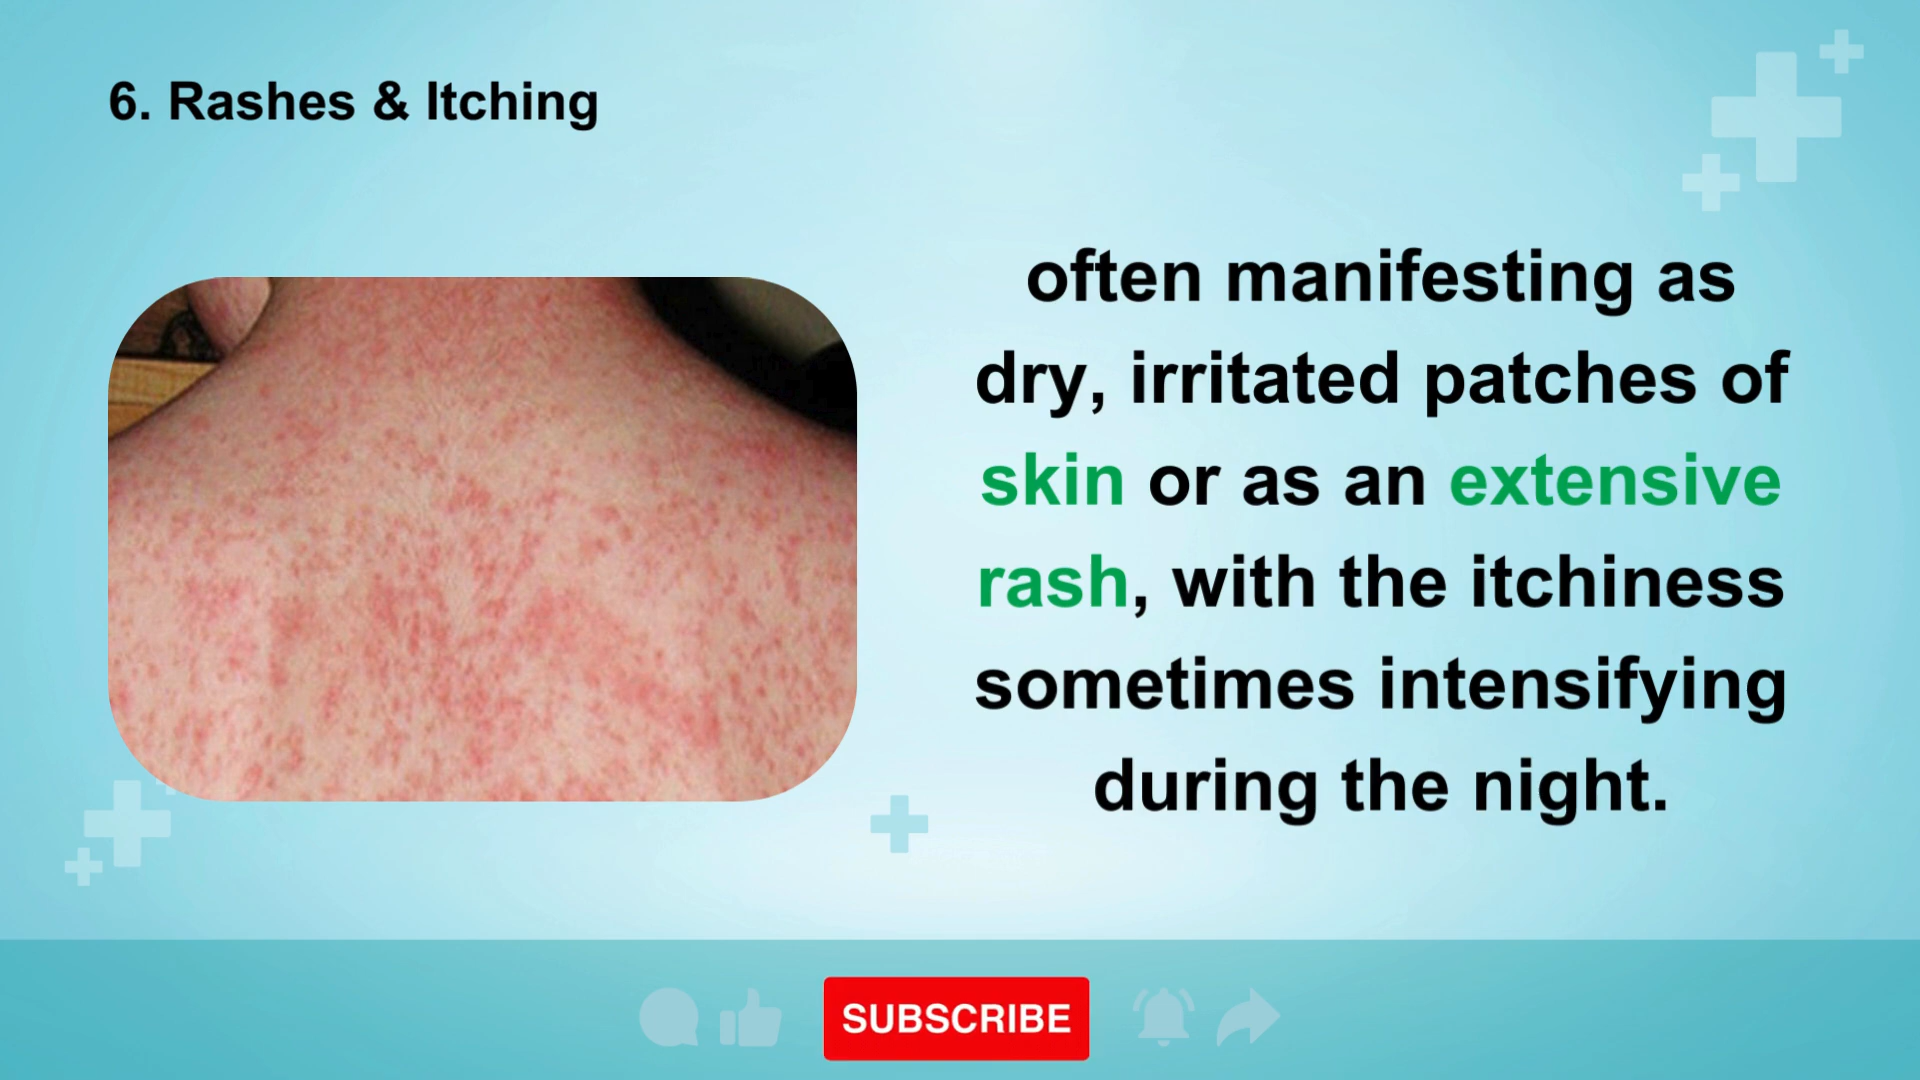 6. Rashes & Itching
often manifesting as
dry, irritated patches of
skin or as an extensive
rash, with the itchiness
sometimes intensifying
during the night.
SUBSCRIBE